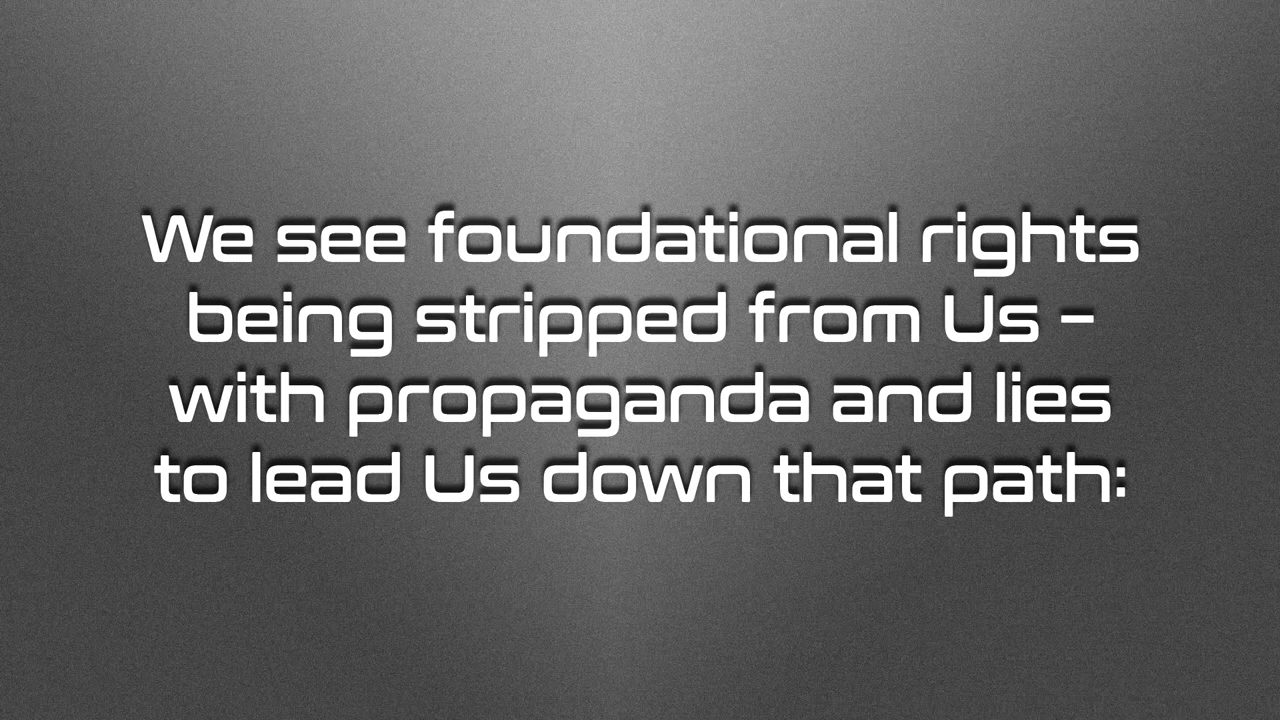 We see foundational rights
being stripped from Us –
with propaganda and lies
to lead Us down that path: